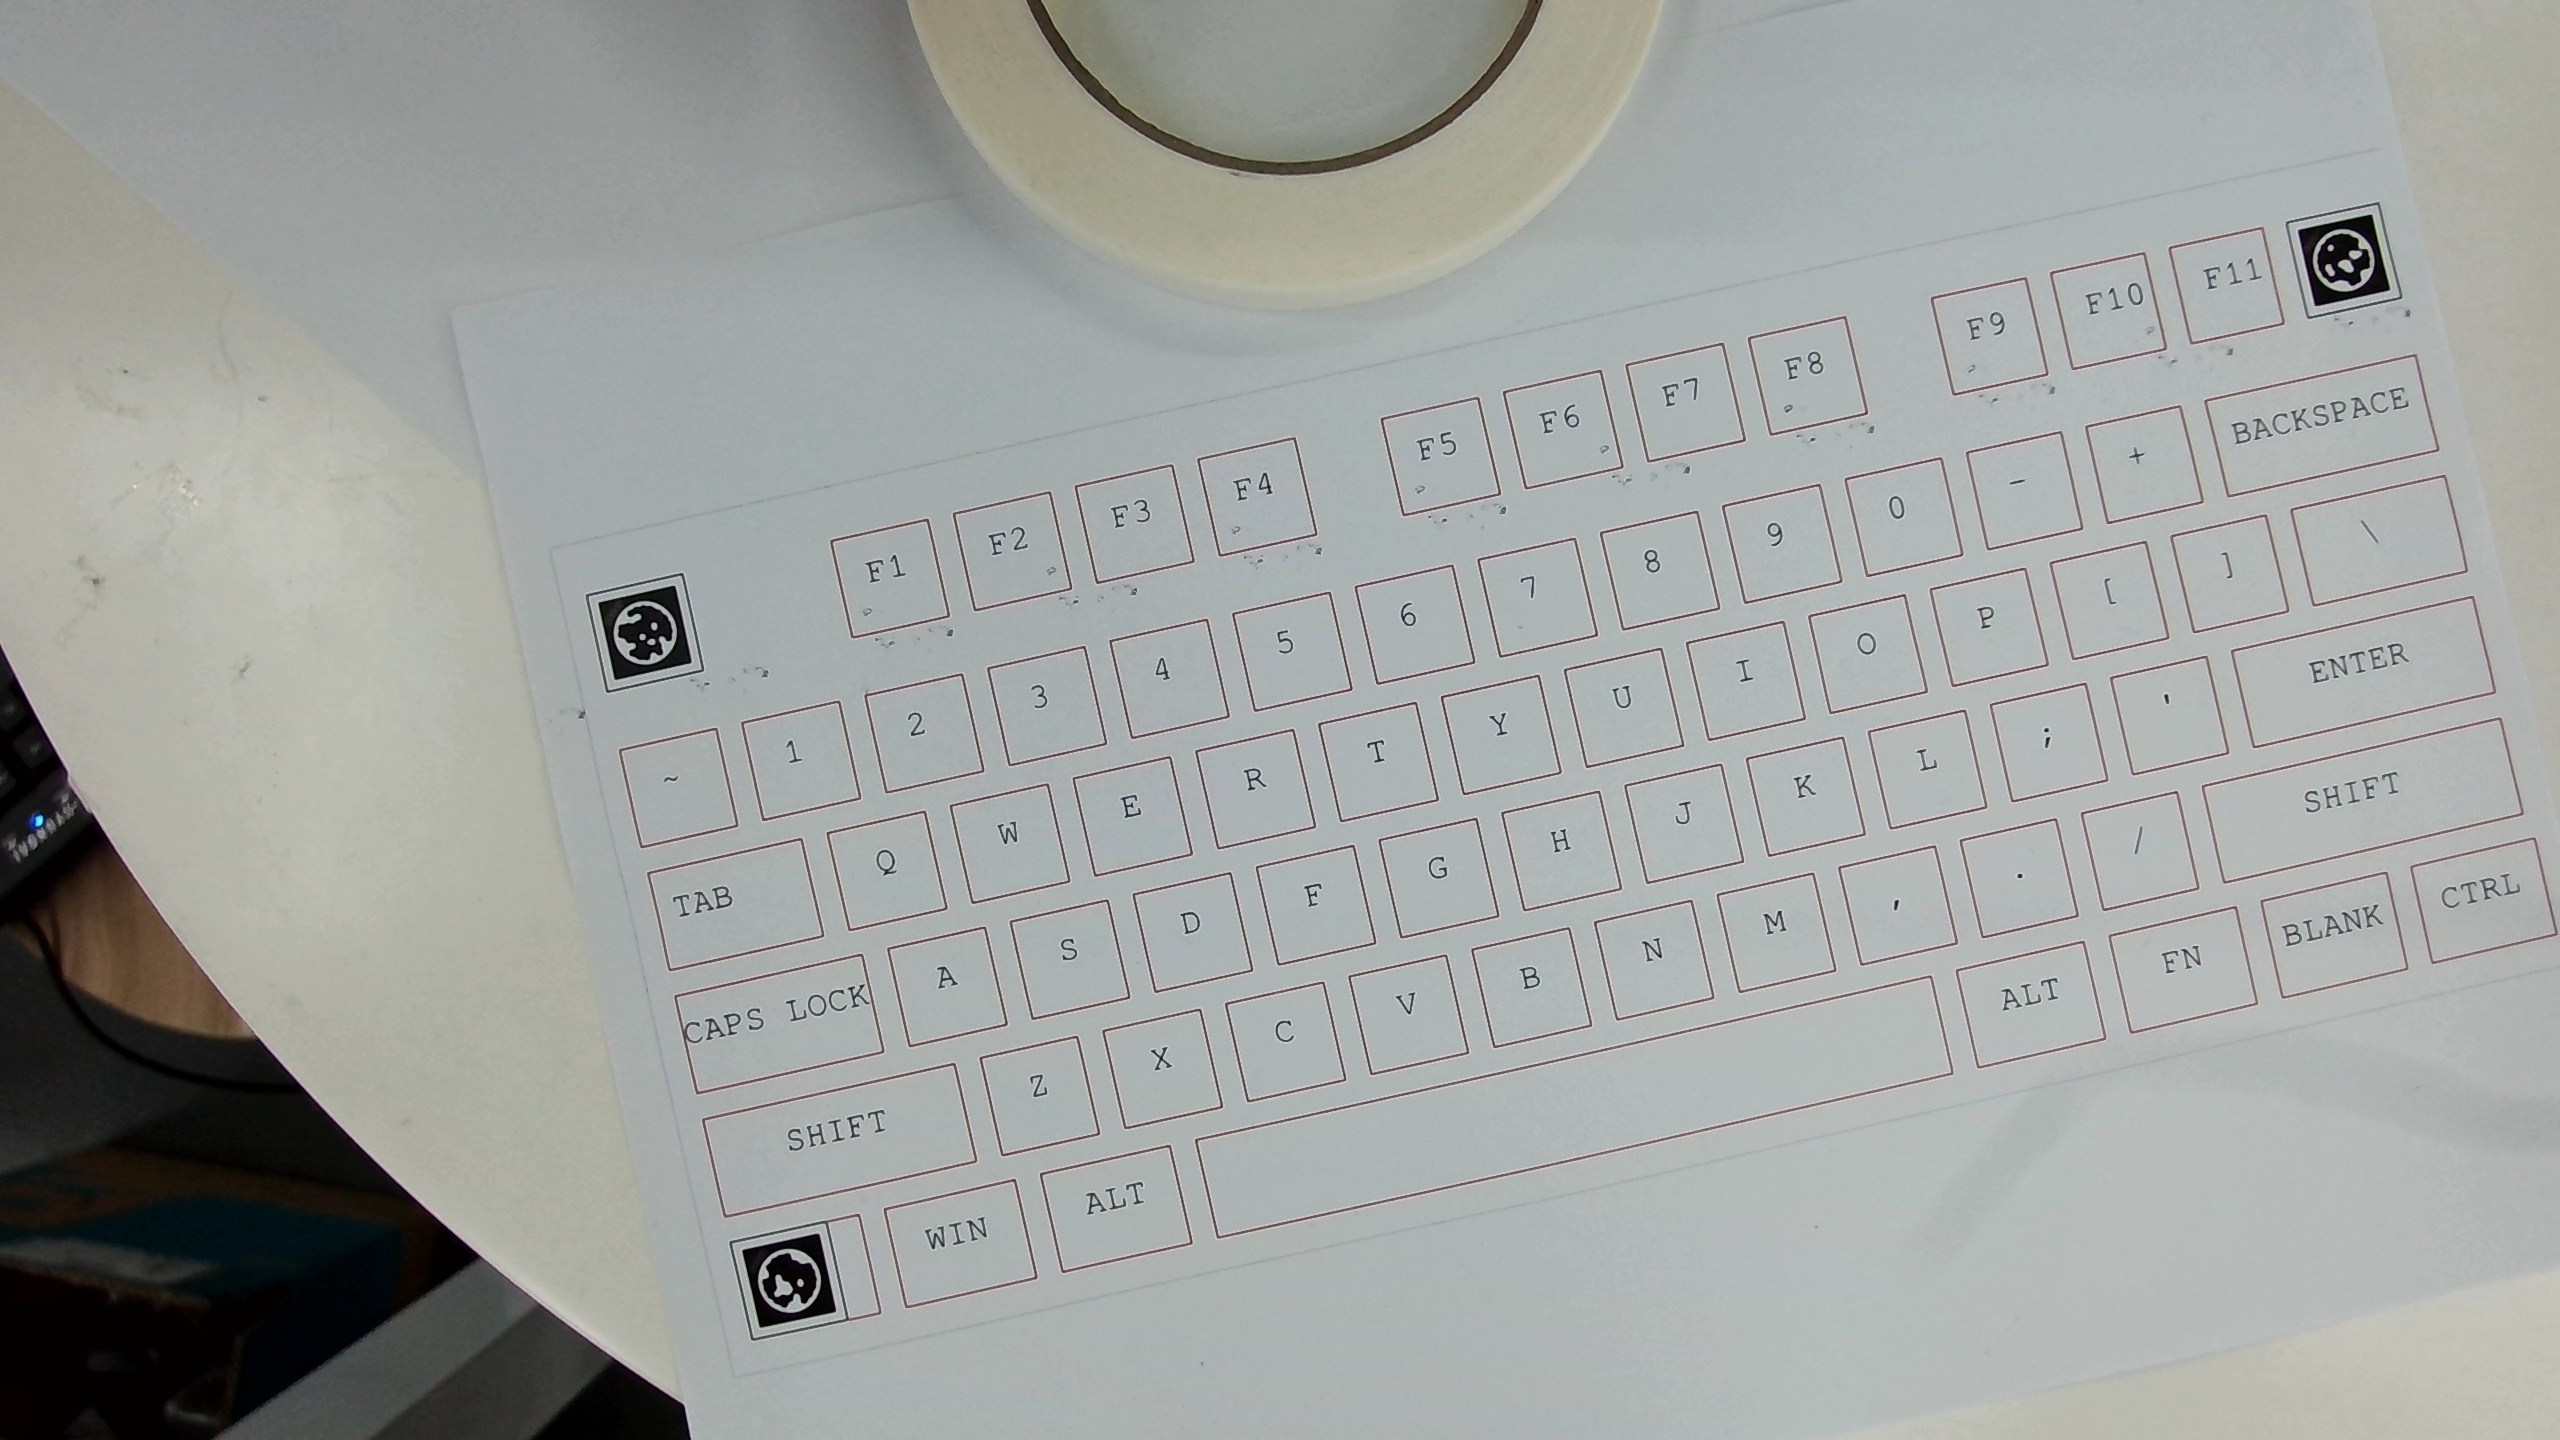 F1 F2 F3 F4 F5 F6 F7 F8 F9 F10 F11
~ 1 2 3 4 5 6 7 8 9 0 - + BACKSPACE
TAB Q W E R T Y U I O P [ ] \
CAPS LOCK A S D F G H J K L ; ' ENTER
SHIFT Z X C V B N M , . / SHIFT
WIN ALT ALT FN BLANK CTRL